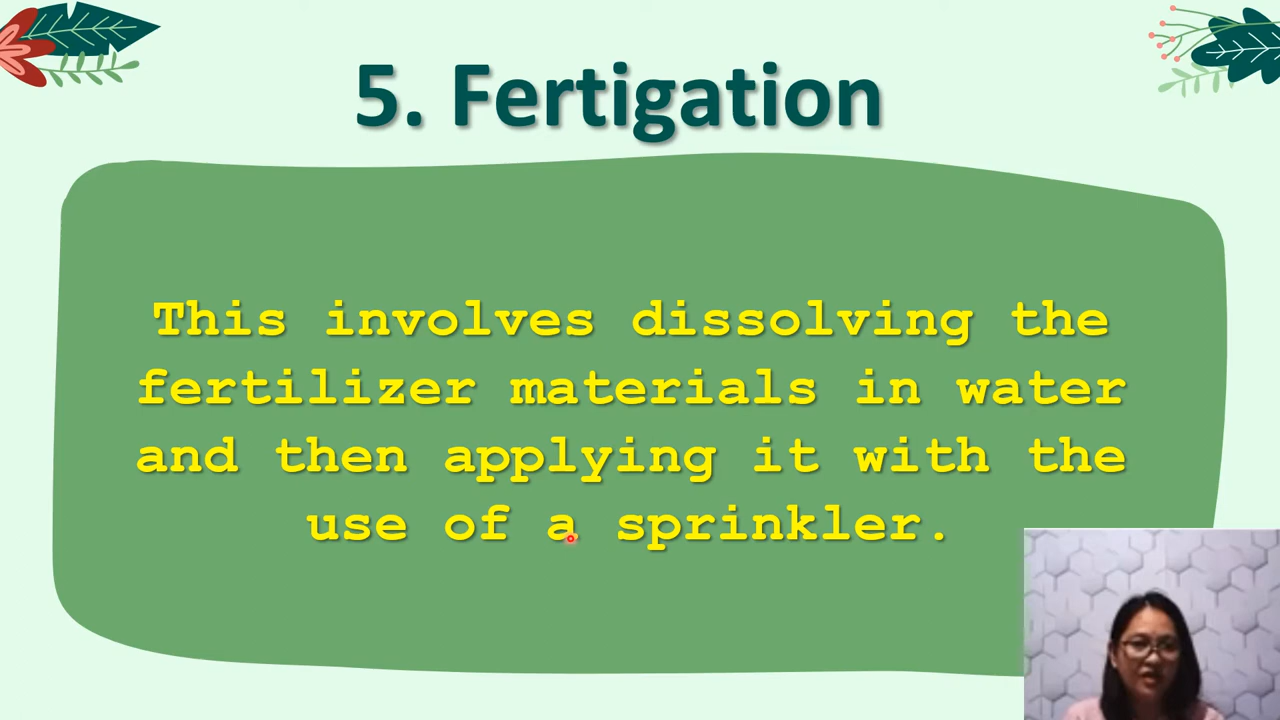 5. Fertigation
This involves dissolving the
fertilizer materials in water
and then applying it with the
use of a sprinkler.